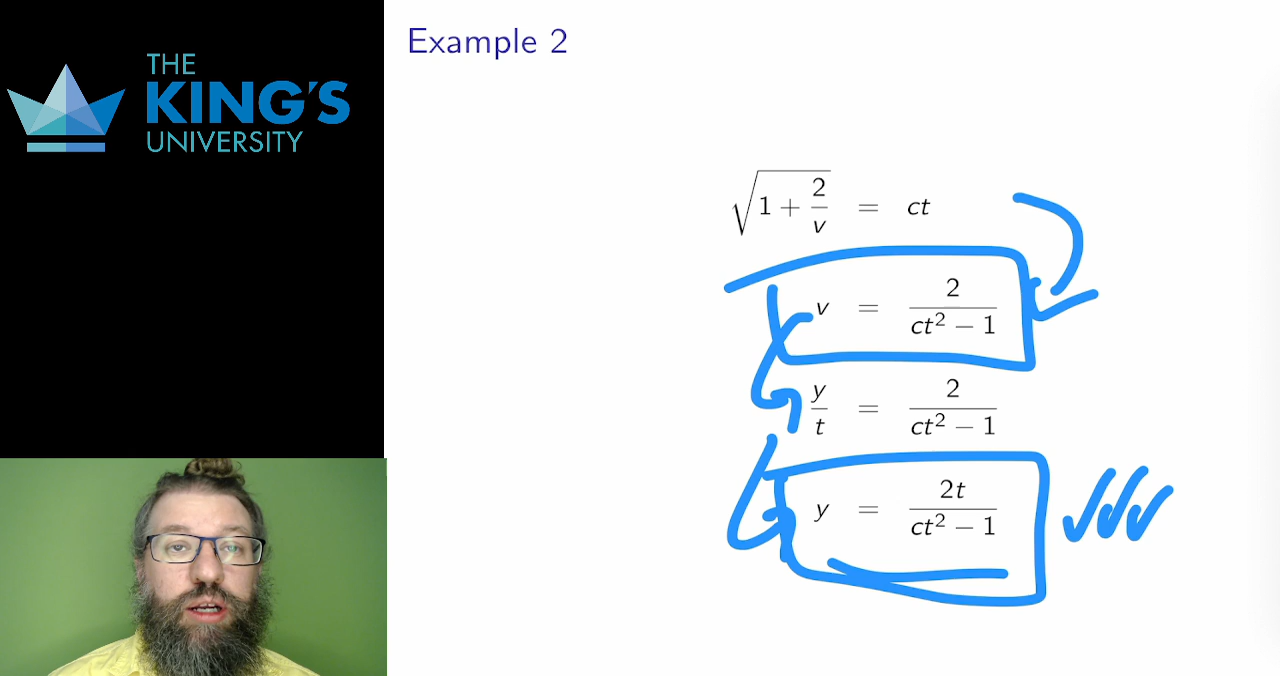 THE
KING'S
UNIVERSITY
Example 2
√(1 + 2/v) = ct
v = 2/(ct² − 1)
y/t = 2/(ct² − 1)
y = 2t/(ct² − 1)